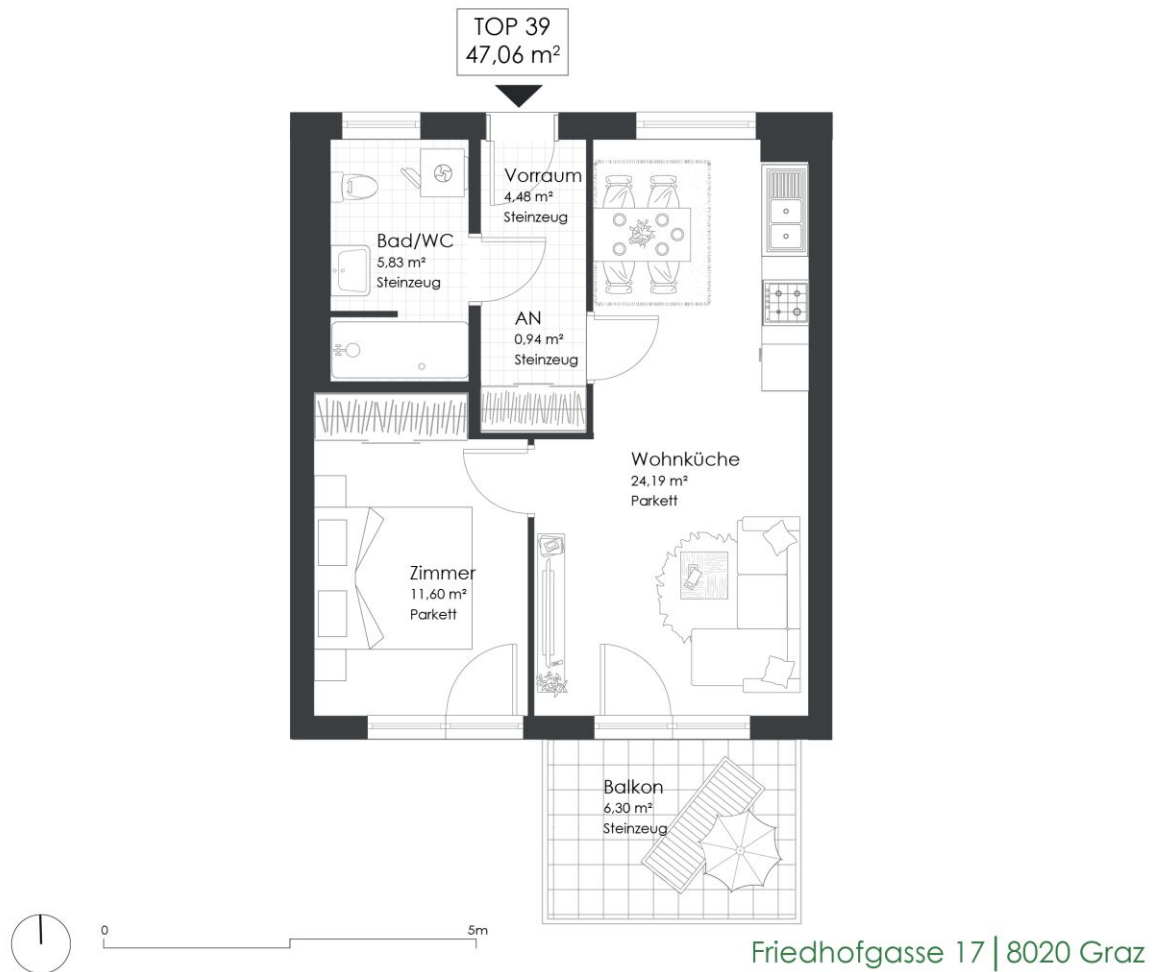 TOP 39
47,06 m²
Vorraum
4,48 m²
Steinzeug
Bad/WC
5,83 m²
Steinzeug
AN
0,94 m²
Steinzeug
Wohnküche
24,19 m²
Parkett
Zimmer
11,60 m²
Parkett
Balkon
6,30 m²
Steinzeug
0
5m
Friedhofgasse 17 | 8020 Graz